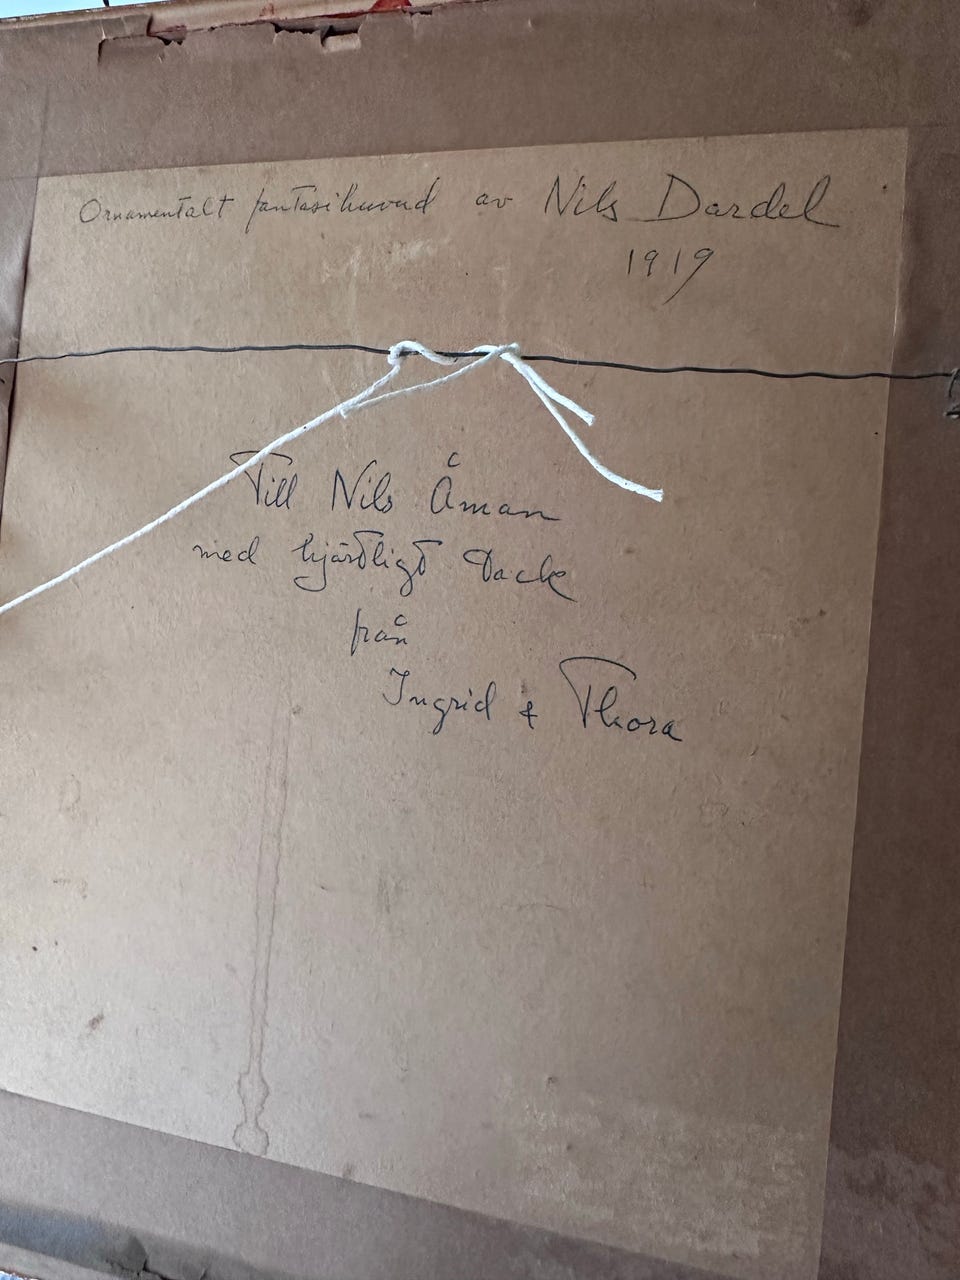 Ornamentalt fantasihuvud av Nils Dardel
1919
Till Nils Åman
med hjärtligt Tack
från
Ingrid & Thora